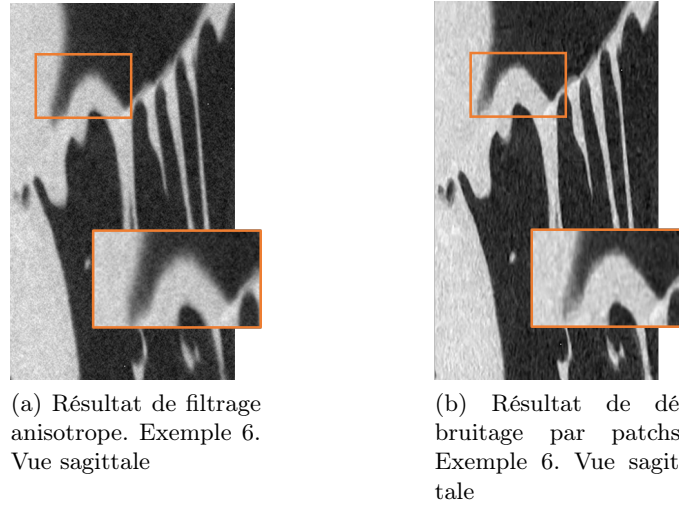 (a) Résultat de filtrage
anisotrope. Exemple 6.
Vue sagittale
(b) Résultat de dé
bruitage par patchs
Exemple 6. Vue sagit
tale